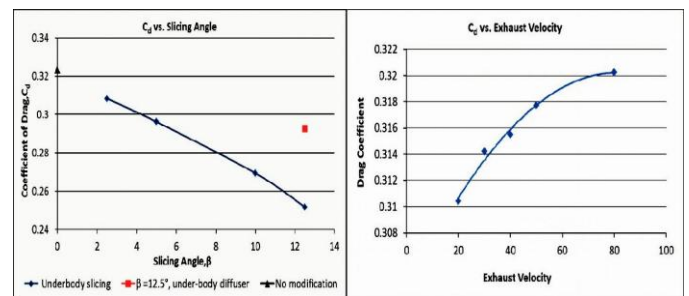 Cd vs. Slicing Angle
Coefficient of Drag,Cd
0.34
0.32
0.3
0.28
0.26
0.24
0 2 4 6 8 10 12 14
Slicing Angle,β
Underbody slicing β =12.5°, under-body diffuser No modification
Cd vs. Exhaust Velocity
Drag Coefficient
0.322
0.32
0.318
0.316
0.314
0.312
0.31
0.308
0 20 40 60 80 100
Exhaust Velocity